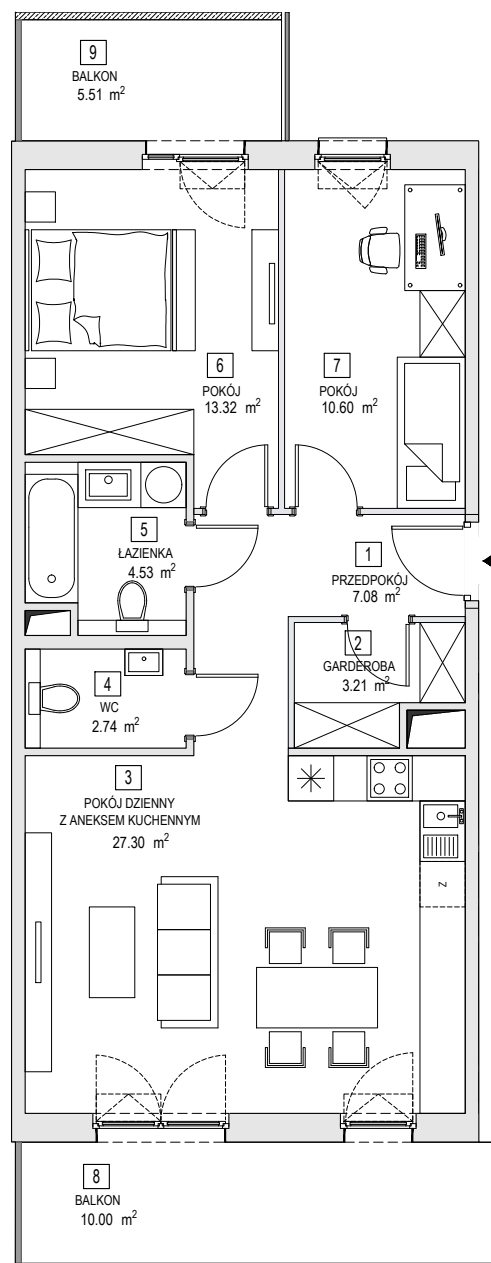 9
BALKON
5.51 m²
6
POKÓJ
13.32 m²
7
POKÓJ
10.60 m²
5
ŁAZIENKA
4.53 m²
1
PRZEDPOKÓJ
7.08 m²
2
GARDEROBA
3.21 m²
4
WC
2.74 m²
3
POKÓJ DZIENNY
Z ANEKSEM KUCHENNYM
27.30 m²
Z
8
BALKON
10.00 m²